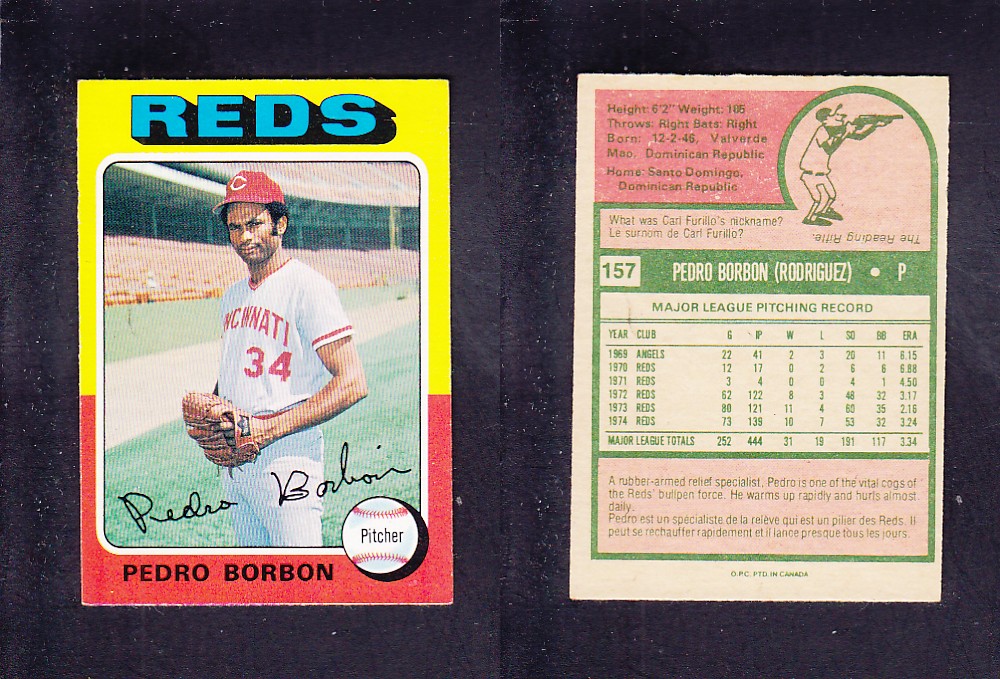 REDS
C
CINCINNATI
34
Pedro Borbon
Pitcher
PEDRO BORBON
Height: 6'2" Weight: 185
Throws: Right Bats: Right
Born: 12-2-46, Valverde
Mao, Dominican Republic
Home: Santo Domingo,
Dominican Republic
What was Carl Furillo's nickname?
Le surnom de Carl Furillo?
The Reading Rifle.
157 PEDRO BORBON (RODRIGUEZ) • P
MAJOR LEAGUE PITCHING RECORD
YEAR CLUB G IP W L SO BB ERA
1969 ANGELS 22 41 2 3 20 11 6.15
1970 REDS 12 17 0 2 6 6 6.88
1971 REDS 3 4 0 0 4 1 4.50
1972 REDS 62 122 8 3 48 32 3.17
1973 REDS 80 121 11 4 60 35 2.16
1974 REDS 73 139 10 7 53 32 3.24
MAJOR LEAGUE TOTALS 252 444 31 19 191 117 3.34
A rubber-armed relief specialist, Pedro is one of the vital cogs of
the Reds' bullpen force. He warms up rapidly and hurls almost
daily.
Pedro est un spécialiste de la relève qui est un pilier des Reds. Il
peut se rechauffer rapidement et il lance presque tous les jours.
O.P.C. PTD. IN CANADA